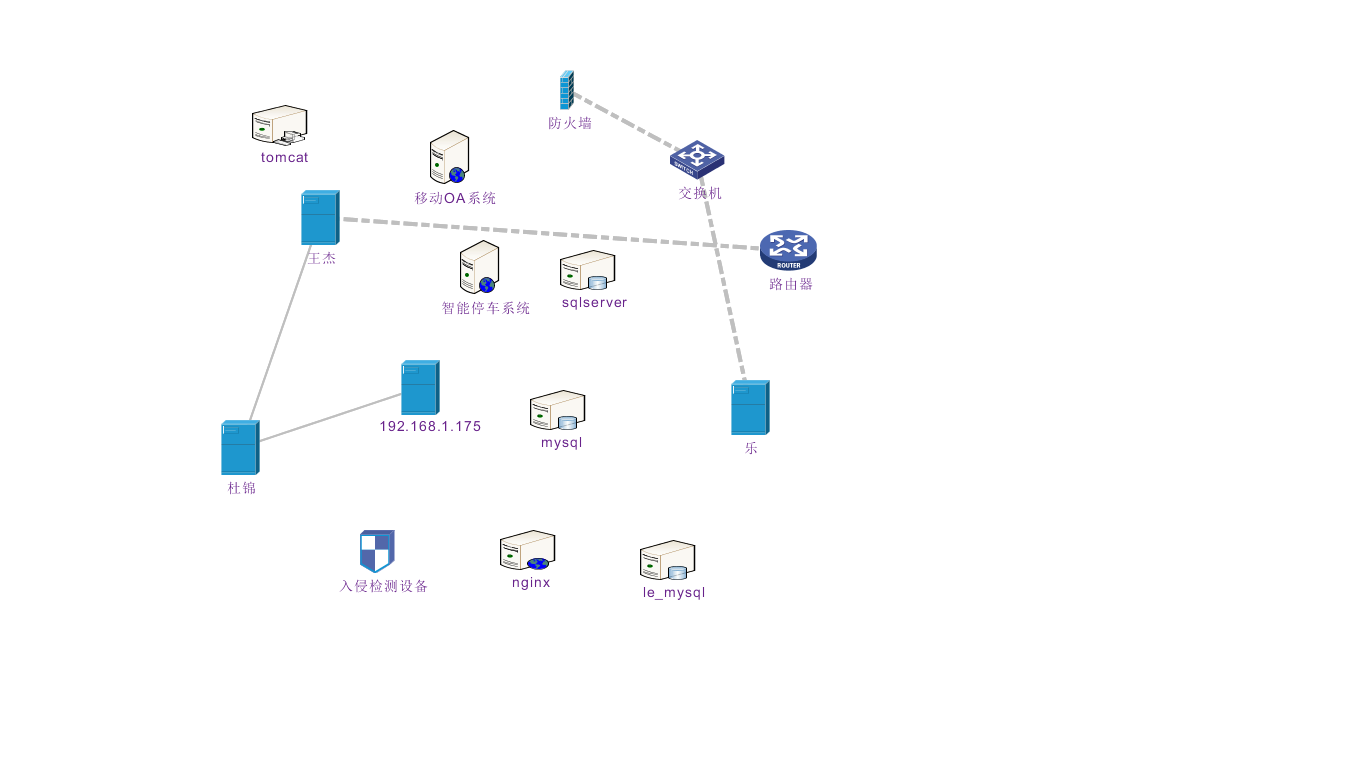 防火墙
tomcat
SWITCH
交换机
移动OA系统
王杰
ROUTER
路由器
智能停车系统
sqlserver
192.168.1.175
mysql
乐
杜锦
入侵检测设备
nginx
le_mysql